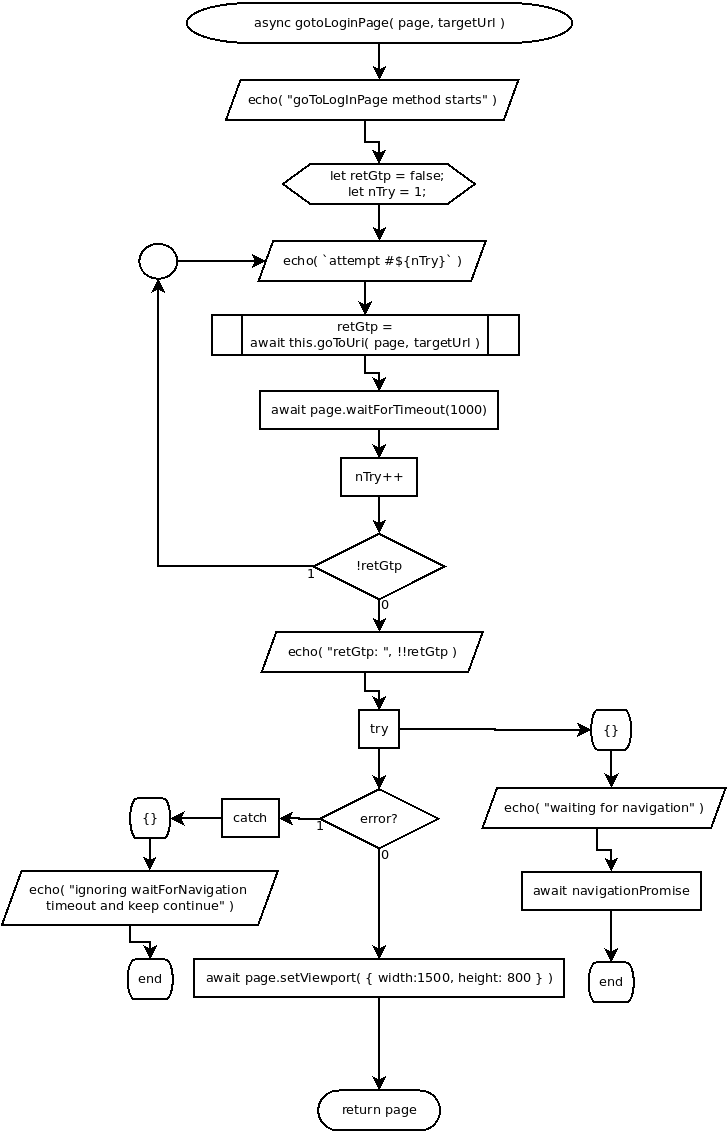 async gotoLoginPage( page, targetUrl )
echo( "goToLogInPage method starts" )
let retGtp = false;
let nTry = 1;
echo( `attempt #${nTry}` )
retGtp =
await this.goToUri( page, targetUrl )
await page.waitForTimeout(1000)
nTry++
!retGtp
1
0
echo( "retGtp: ", !!retGtp )
try
{}
echo( "waiting for navigation" )
await navigationPromise
end
error?
1
0
catch
{}
echo( "ignoring waitForNavigation
timeout and keep continue" )
end
await page.setViewport( { width:1500, height: 800 } )
return page